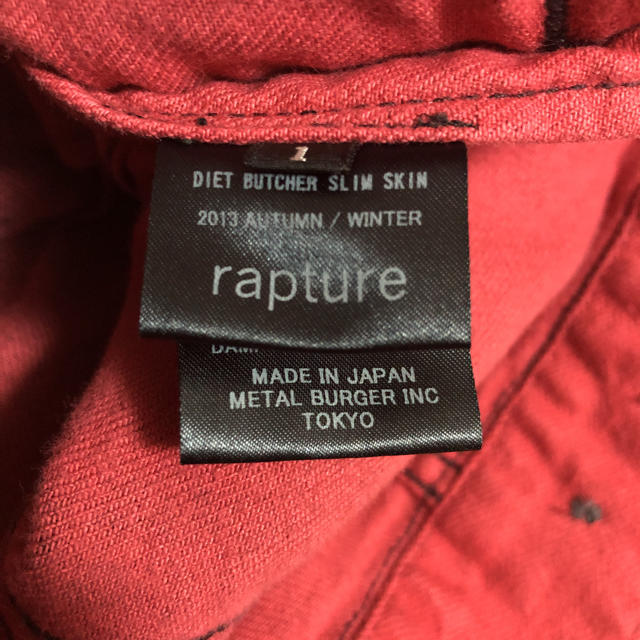 1
DIET BUTCHER SLIM SKIN
2013 AUTUMN / WINTER
rapture
MADE IN JAPAN
METAL BURGER INC
TOKYO